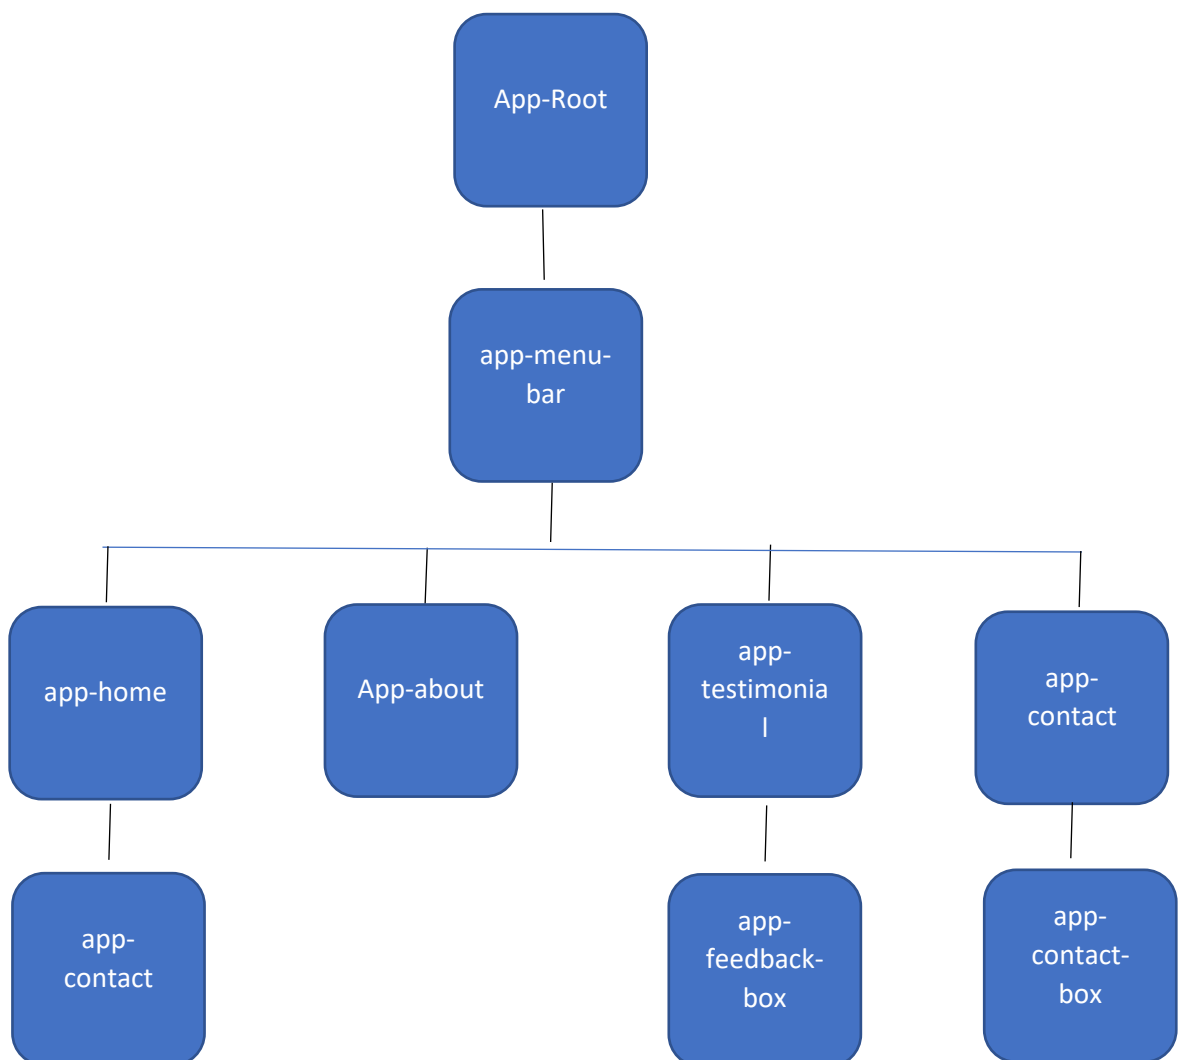 App-Root
app-menu-
bar
app-home
App-about
app-
testimonia
l
app-
contact
app-
contact
app-
feedback-
box
app-
contact-
box